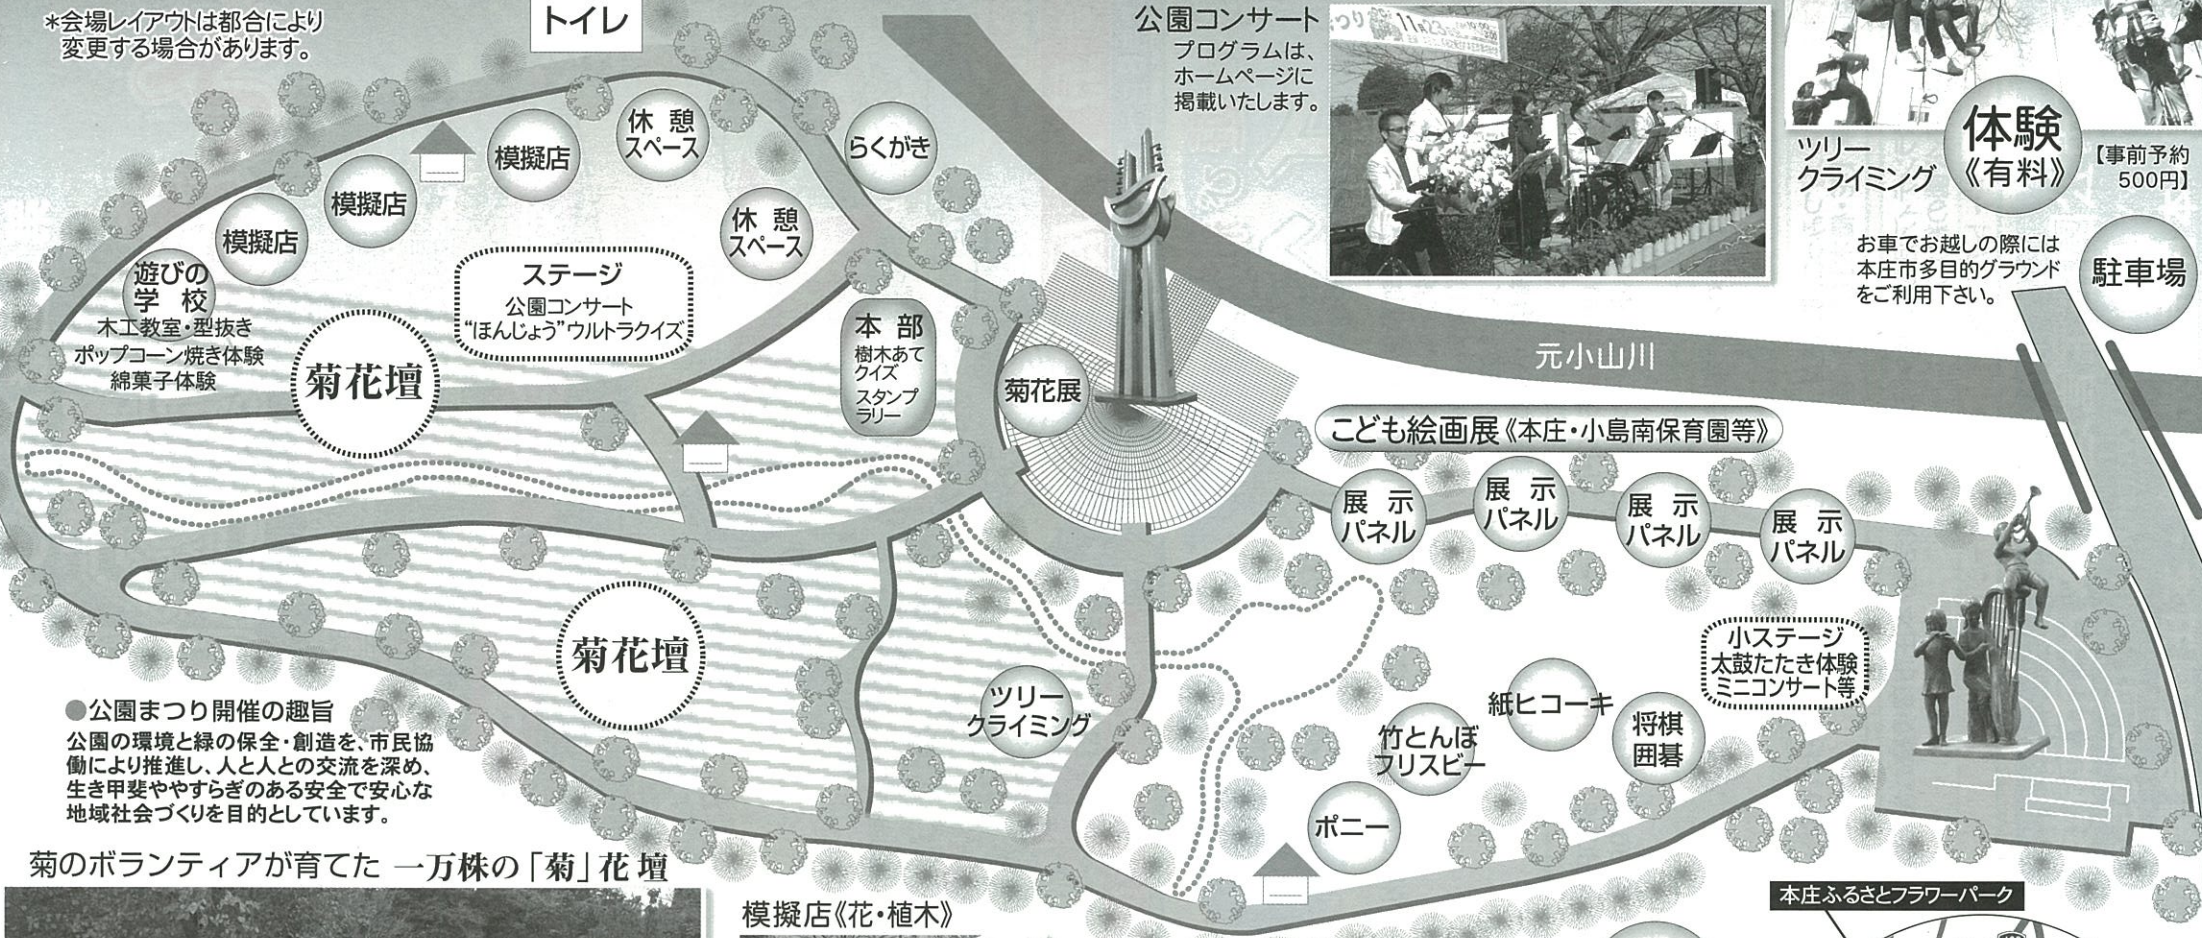 ＊会場レイアウトは都合により
変更する場合があります。
トイレ
公園コンサート
プログラムは、
ホームページに
掲載いたします。
つり
11月23
ツリー
クライミング
体験
《有料》
【事前予約
500円】
お車でお越しの際には
本庄市多目的グラウンド
をご利用下さい。
駐車場
らくがき
休憩
スペース
模擬店
模擬店
模擬店
休憩
スペース
遊びの
学校
木工教室・型抜き
ポップコーン焼き体験
綿菓子体験
ステージ
公園コンサート
“ほんじょう”ウルトラクイズ
菊花壇
本部
樹木あて
クイズ
スタンプ
ラリー
菊花展
元小山川
こども絵画展《本庄・小島南保育園等》
展示
パネル
展示
パネル
展示
パネル
展示
パネル
菊花壇
ツリー
クライミング
小ステージ
太鼓たたき体験
ミニコンサート等
紙ヒコーキ
将棋
囲碁
竹とんぼ
フリスビー
ポニー
●公園まつり開催の趣旨
公園の環境と緑の保全・創造を、市民協
働により推進し、人と人との交流を深め、
生き甲斐ややすらぎのある安全で安心な
地域社会づくりを目的としています。
菊のボランティアが育てた 一万株の「菊」花壇
模擬店《花・植木》
本庄ふるさとフラワーパーク